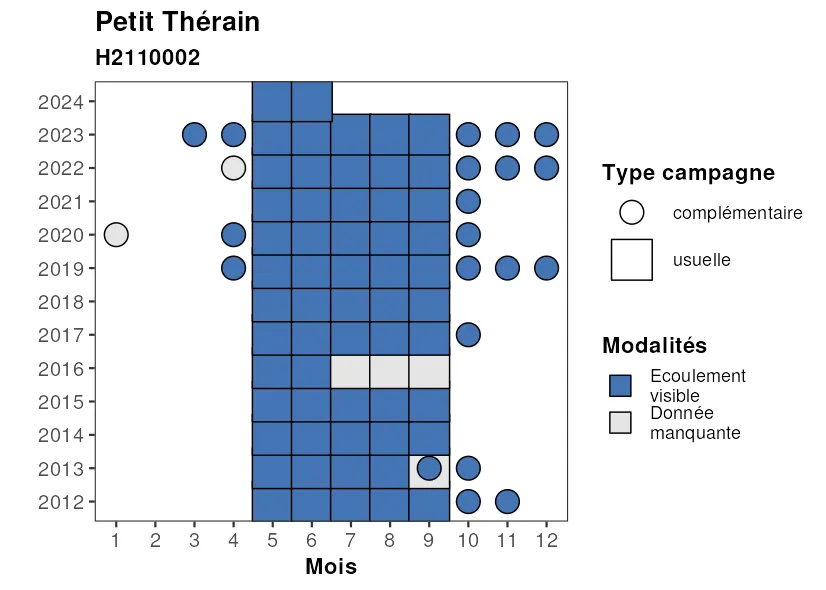 Petit Thérain
H2110002
2024
2023
2022
2021
2020
2019
2018
2017
2016
2015
2014
2013
2012
1 2 3 4 5 6 7 8 9 10 11 12
Mois
Type campagne
complémentaire
usuelle
Modalités
Ecoulement
visible
Donnée
manquante